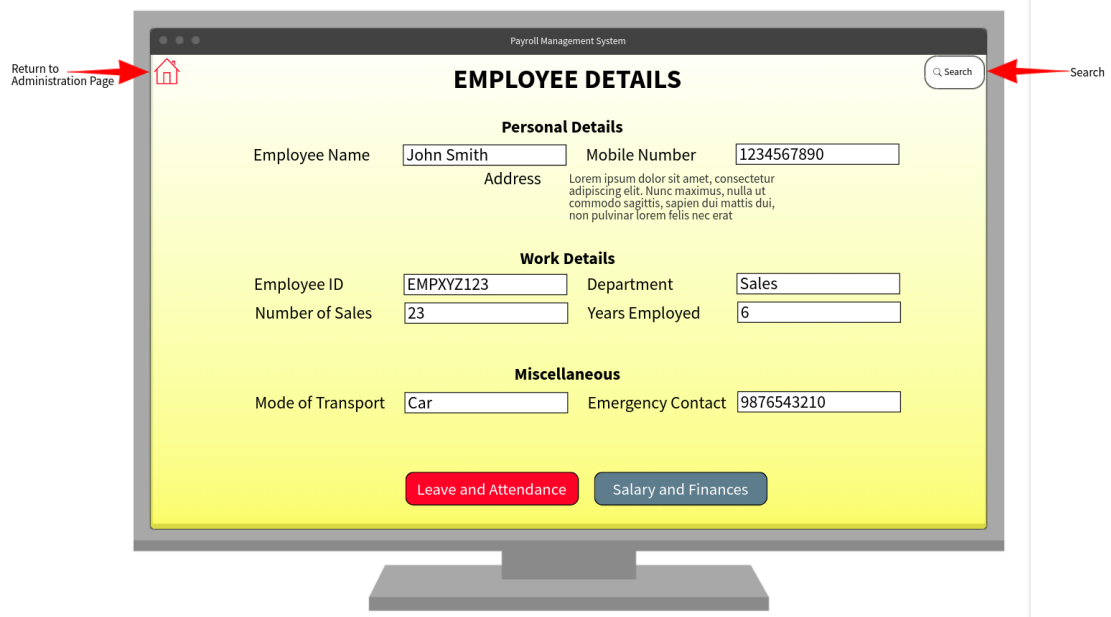 Payroll Management System
Return to
Administration Page
Search
Search
EMPLOYEE DETAILS
Personal Details
Employee Name John Smith Mobile Number 1234567890
Address Lorem ipsum dolor sit amet, consectetur
adipiscing elit. Nunc maximus, nulla ut
commodo sagittis, sapien dui mattis dui,
non pulvinar lorem felis nec erat
Work Details
Employee ID EMPXYZ123 Department Sales
Number of Sales 23 Years Employed 6
Miscellaneous
Mode of Transport Car Emergency Contact 9876543210
Leave and Attendance Salary and Finances